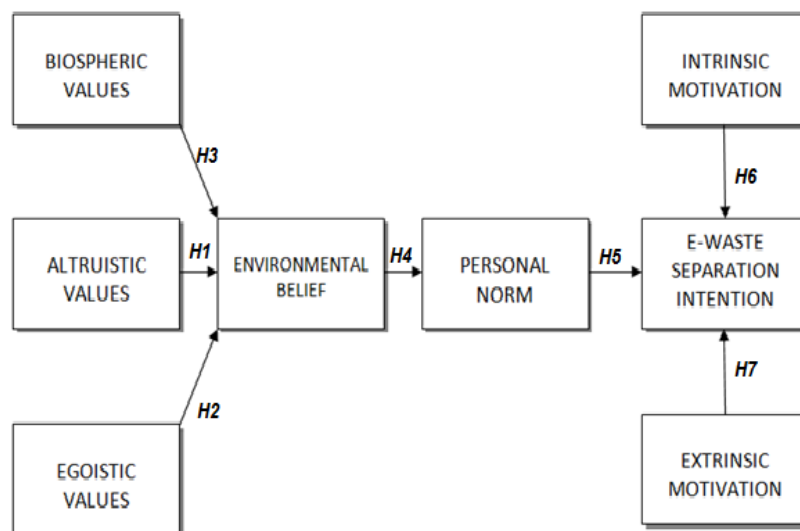 BIOSPHERIC
VALUES
INTRINSIC
MOTIVATION
H3
H6
ALTRUISTIC
VALUES
H1
ENVIRONMENTAL
BELIEF
H4
PERSONAL
NORM
H5
E-WASTE
SEPARATION
INTENTION
H2
H7
EGOISTIC
VALUES
EXTRINSIC
MOTIVATION